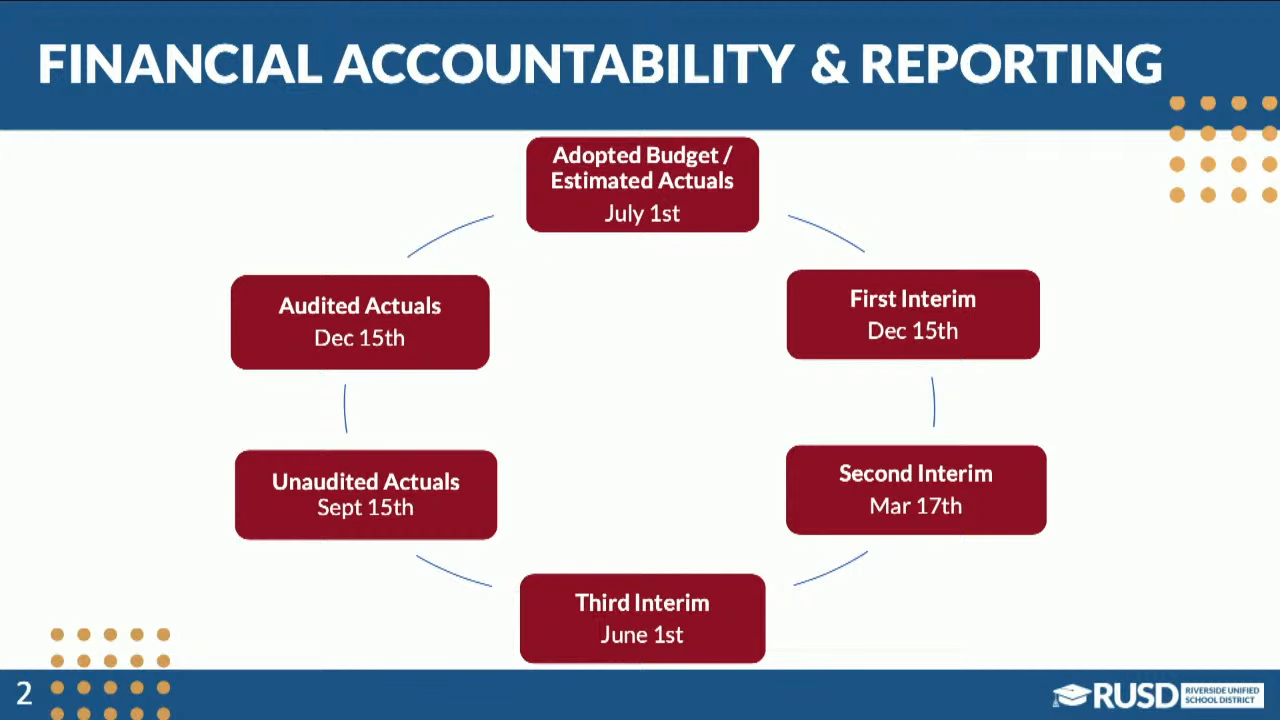 FINANCIAL ACCOUNTABILITY & REPORTING
Adopted Budget /
Estimated Actuals
July 1st
First Interim
Dec 15th
Second Interim
Mar 17th
Third Interim
June 1st
Unaudited Actuals
Sept 15th
Audited Actuals
Dec 15th
2
RUSD
RIVERSIDE UNIFIED
SCHOOL DISTRICT